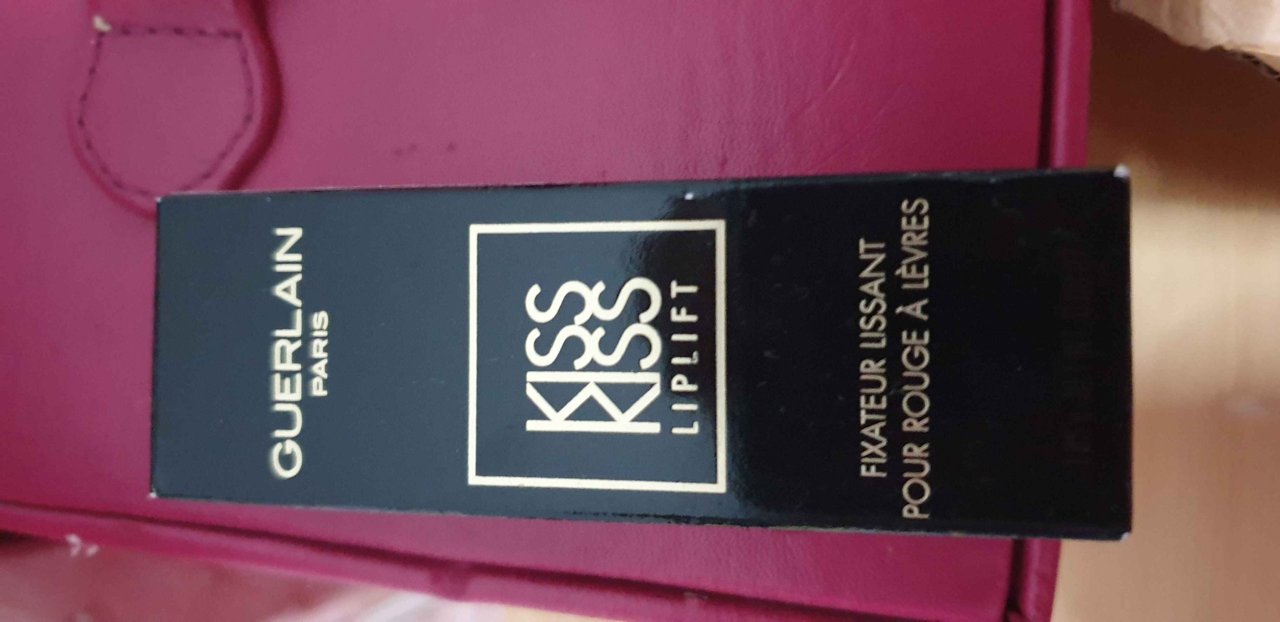 GUERLAIN
PARIS
KISS
KISS
LIPLIFT
FIXATEUR LISSANT
POUR ROUGE À LÈVRES